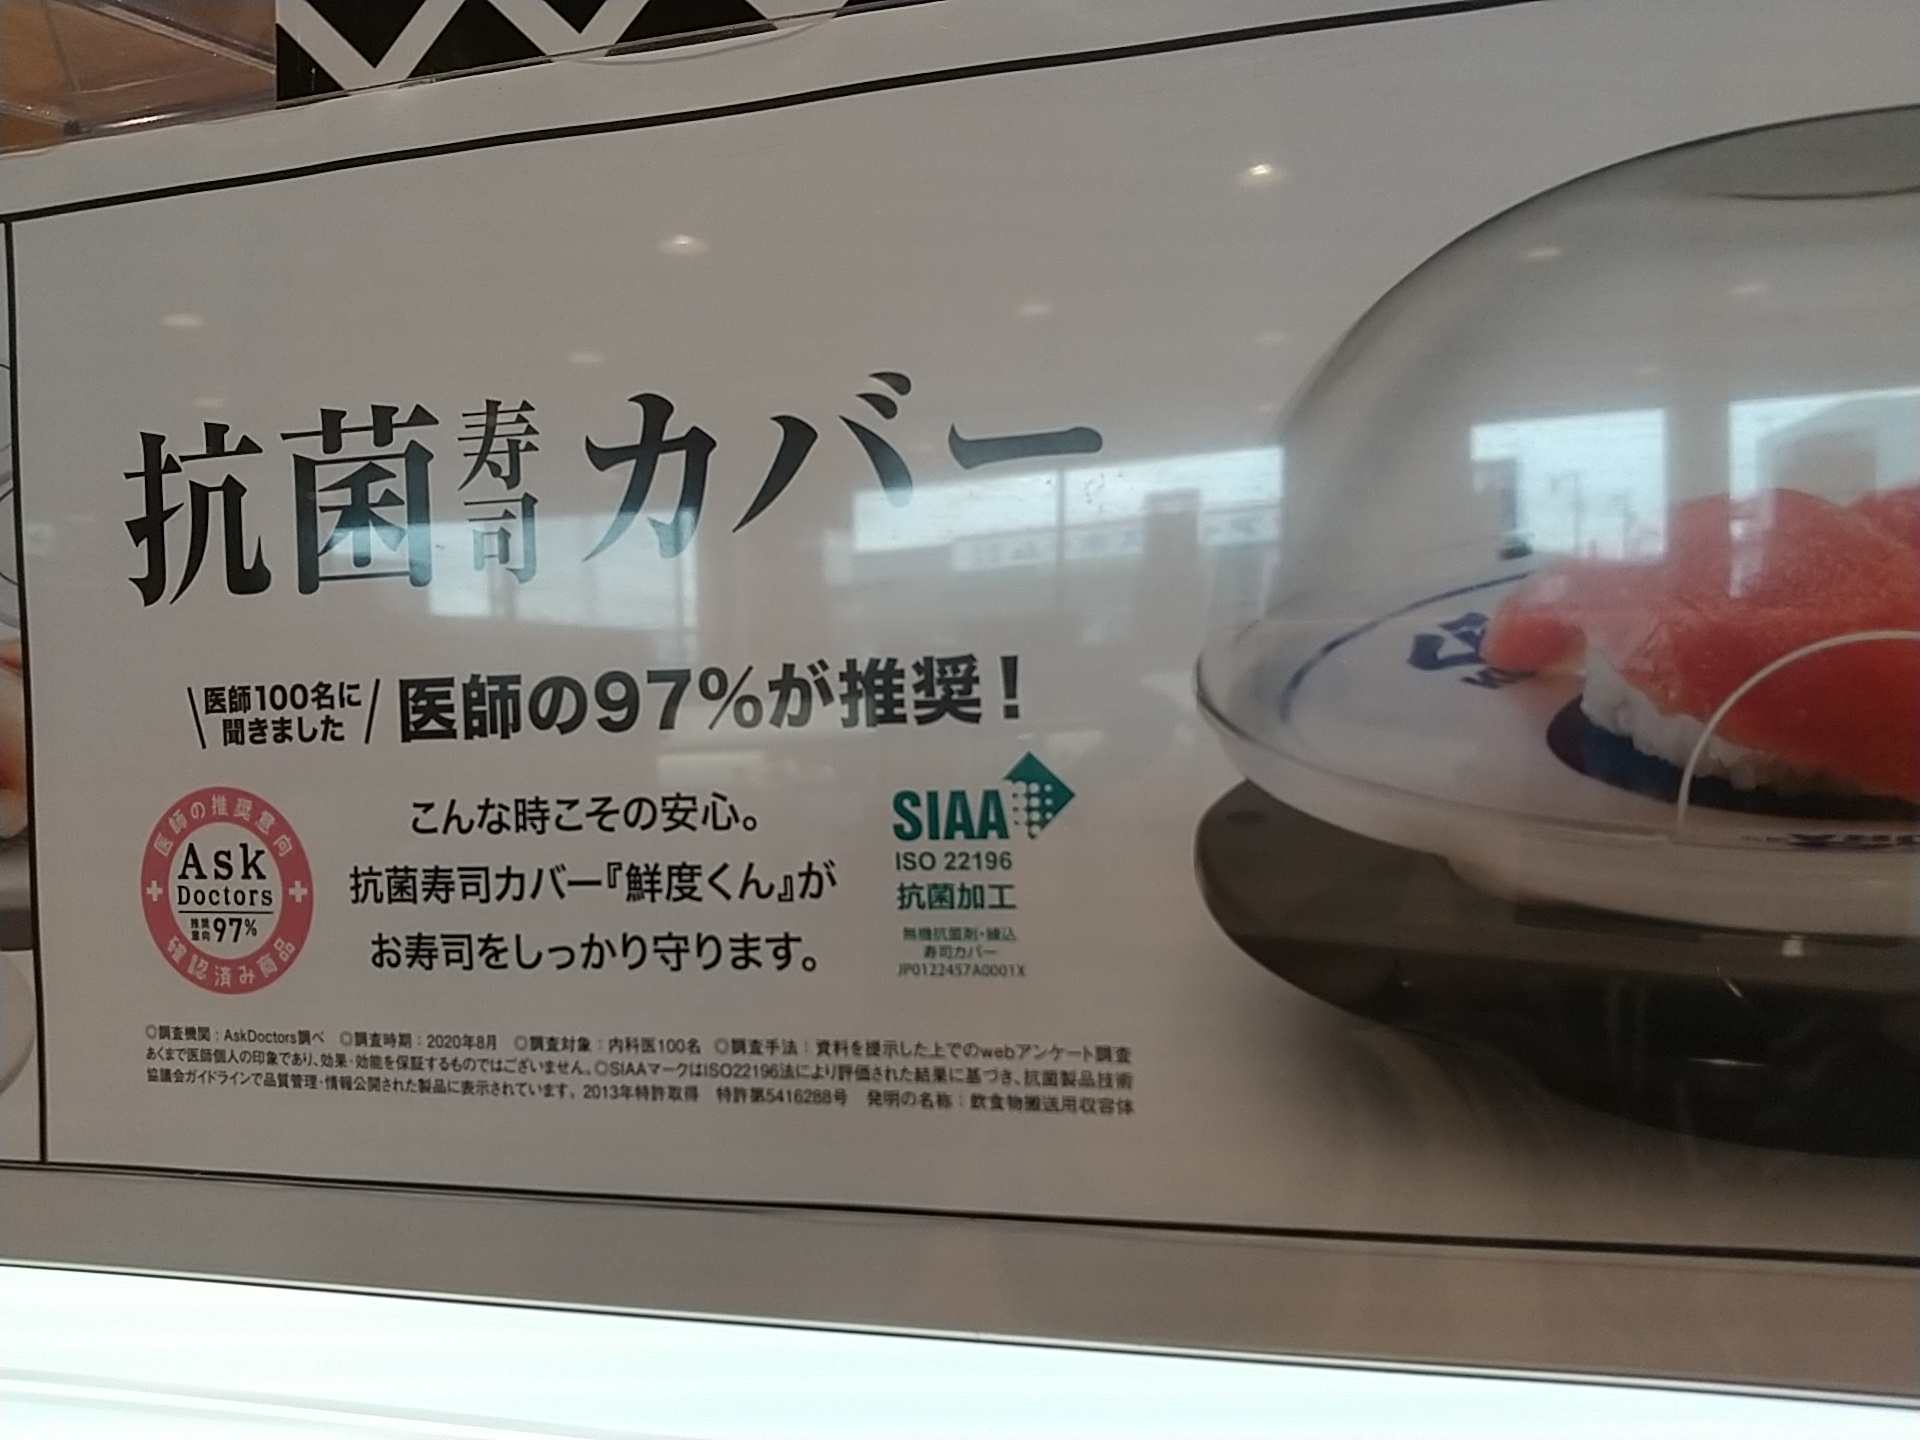 抗菌寿司カバー
医師100名に
聞きました
医師の97%が推奨!
医師の推奨意向
Ask
Doctors
推奨
意向97%
確認済み商品
こんな時こその安心。
抗菌寿司カバー『鮮度くん』が
お寿司をしっかり守ります。
SIAA
ISO 22196
抗菌加工
無機抗菌剤・練込
寿司カバー
JP0122457A0001X
◎調査機関:AskDoctors調べ ◎調査時期:2020年8月 ◎調査対象:内科医100名 ◎調査手法:資料を提示した上でのwebアンケート調査
あくまで医師個人の印象であり、効果・効能を保証するものではございません。◎SIAAマークはISO22196法により評価された結果に基づき、抗菌製品技術
協議会ガイドラインで品質管理・情報公開された製品に表示されています。2013年特許取得 特許第5416288号 発明の名称:飲食物搬送用収容体